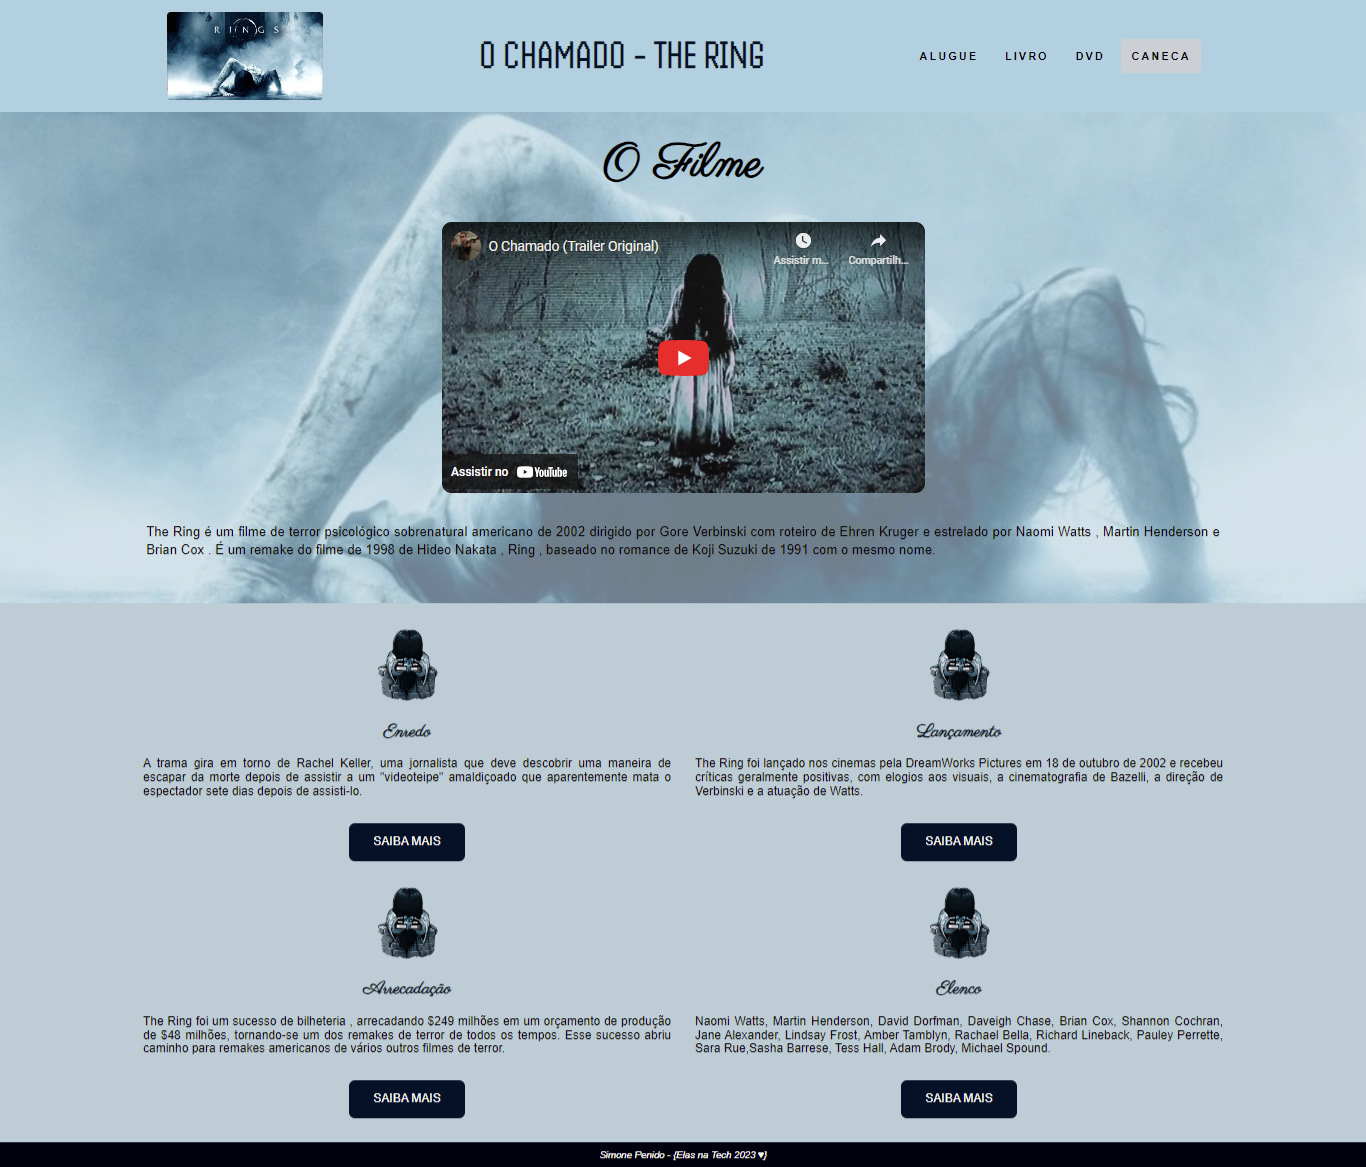 RINGS
O CHAMADO - THE RING
ALUGUE LIVRO DVD CANECA
O Filme
O Chamado (Trailer Original)
Assistir m...
Compartilh...
Assistir no YouTube
The Ring é um filme de terror psicológico sobrenatural americano de 2002 dirigido por Gore Verbinski com roteiro de Ehren Kruger e estrelado por Naomi Watts , Martin Henderson e
Brian Cox . É um remake do filme de 1998 de Hideo Nakata , Ring , baseado no romance de Koji Suzuki de 1991 com o mesmo nome.
Enredo
A trama gira em torno de Rachel Keller, uma jornalista que deve descobrir uma maneira de
escapar da morte depois de assistir a um "videoteipe" amaldiçoado que aparentemente mata o
espectador sete dias depois de assisti-lo.
SAIBA MAIS
Lançamento
The Ring foi lançado nos cinemas pela DreamWorks Pictures em 18 de outubro de 2002 e recebeu
críticas geralmente positivas, com elogios aos visuais, a cinematografia de Bazelli, a direção de
Verbinski e a atuação de Watts.
SAIBA MAIS
Arrecadação
The Ring foi um sucesso de bilheteria , arrecadando $249 milhões em um orçamento de produção
de $48 milhões, tornando-se um dos remakes de terror de todos os tempos. Esse sucesso abriu
caminho para remakes americanos de vários outros filmes de terror.
SAIBA MAIS
Elenco
Naomi Watts, Martin Henderson, David Dorfman, Daveigh Chase, Brian Cox, Shannon Cochran,
Jane Alexander, Lindsay Frost, Amber Tamblyn, Rachael Bella, Richard Lineback, Pauley Perrette,
Sara Rue,Sasha Barrese, Tess Hall, Adam Brody, Michael Spound.
SAIBA MAIS
Simone Penido - {Elas na Tech 2023 ♥}